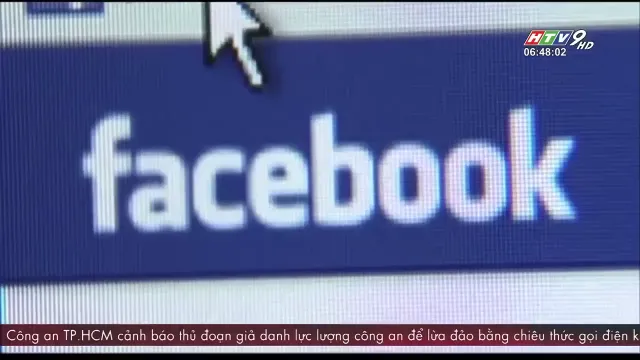 HTV9 HD
06:48:02
facebook
Công an TP.HCM cảnh báo thủ đoạn giả danh lực lượng công an để lừa đảo bằng chiêu thức gọi điện